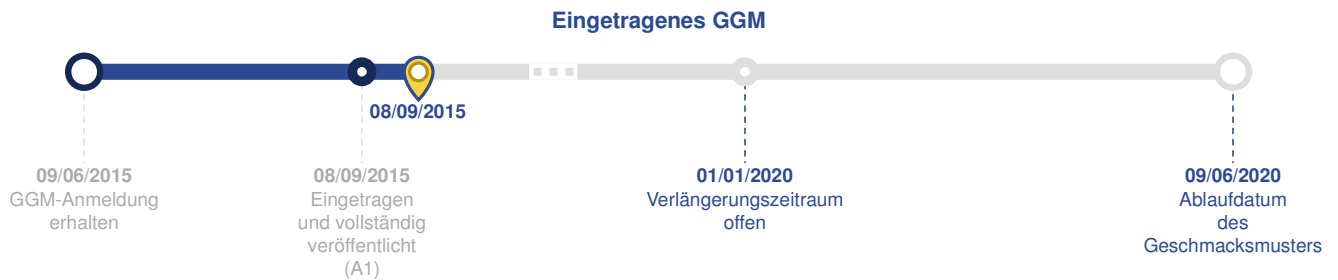 Eingetragenes GGM
08/09/2015
09/06/2015
GGM-Anmeldung
erhalten
08/09/2015
Eingetragen
und vollständig
veröffentlicht
(A1)
01/01/2020
Verlängerungszeitraum
offen
09/06/2020
Ablaufdatum
des
Geschmacksmusters